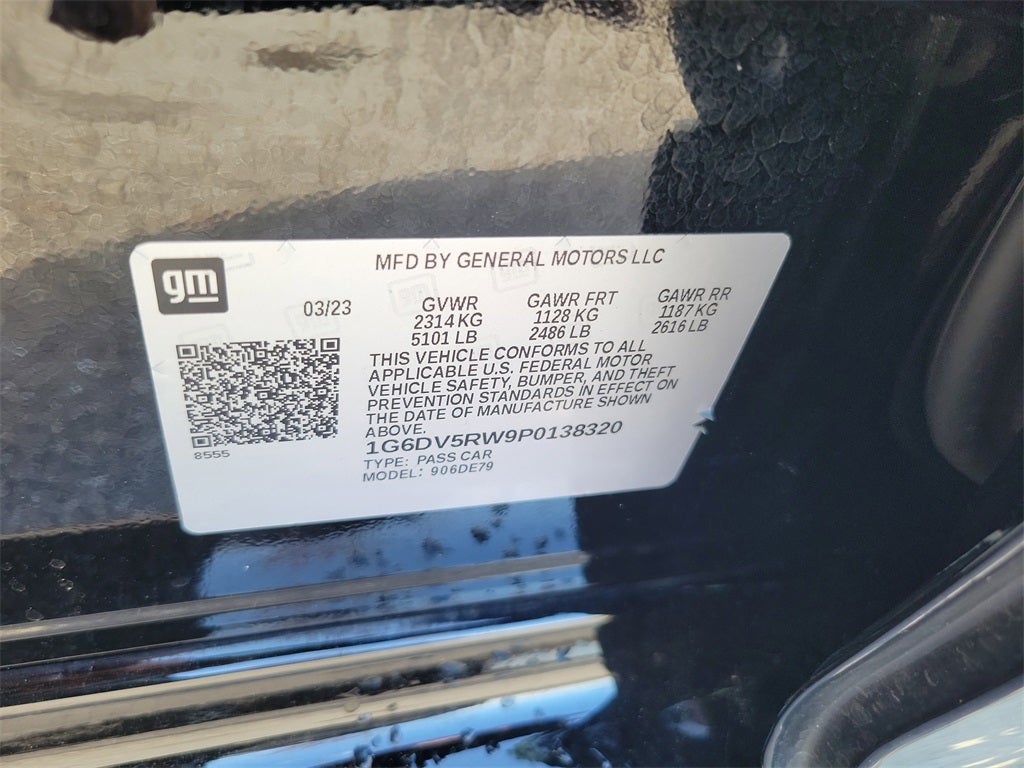 gm
MFD BY GENERAL MOTORS LLC
03/23
GVWR
2314 KG
5101 LB
GAWR FRT
1128 KG
2486 LB
GAWR RR
1187 KG
2616 LB
THIS VEHICLE CONFORMS TO ALL
APPLICABLE U.S. FEDERAL MOTOR
VEHICLE SAFETY, BUMPER, AND THEFT
PREVENTION STANDARDS IN EFFECT ON
THE DATE OF MANUFACTURE SHOWN
ABOVE.
1G6DV5RW9P0138320
TYPE: PASS CAR
MODEL: 906DE79
8555